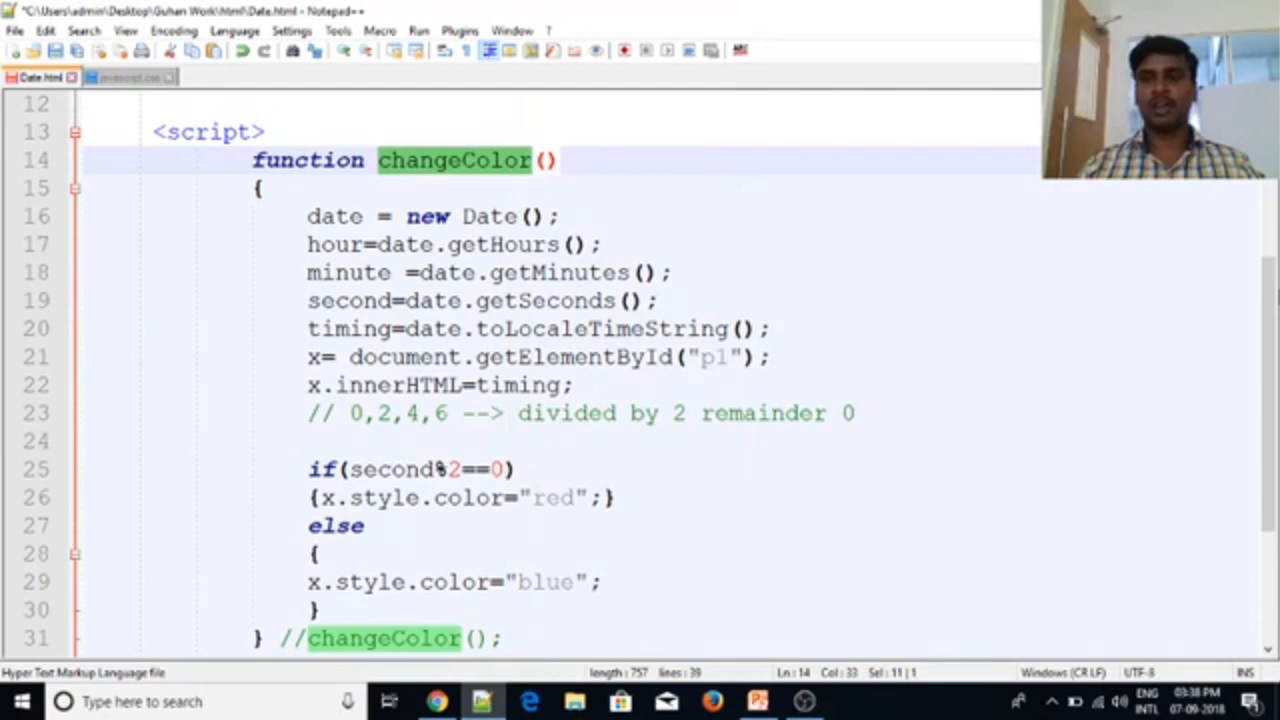 *C:\Users\admin\Desktop\Guhan Work\html\Date.html - Notepad++
File Edit Search View Encoding Language Settings Tools Macro Run Plugins Window ?
Date.html javascript.css
12
13 <script>
14 function changeColor()
15 {
16 date = new Date();
17 hour=date.getHours();
18 minute =date.getMinutes();
19 second=date.getSeconds();
20 timing=date.toLocaleTimeString();
21 x= document.getElementById("p1");
22 x.innerHTML=timing;
23 // 0,2,4,6 --> divided by 2 remainder 0
24
25 if(second%2==0)
26 {x.style.color="red";}
27 else
28 {
29 x.style.color="blue";
30 }
31 } //changeColor();
Hyper Text Markup Language file length : 757 lines : 39 Ln : 14 Col : 33 Sel : 11 | 1 Windows (CR LF) UTF-8 INS
Type here to search
ENG 03:38 PM
INTL 07-09-2018